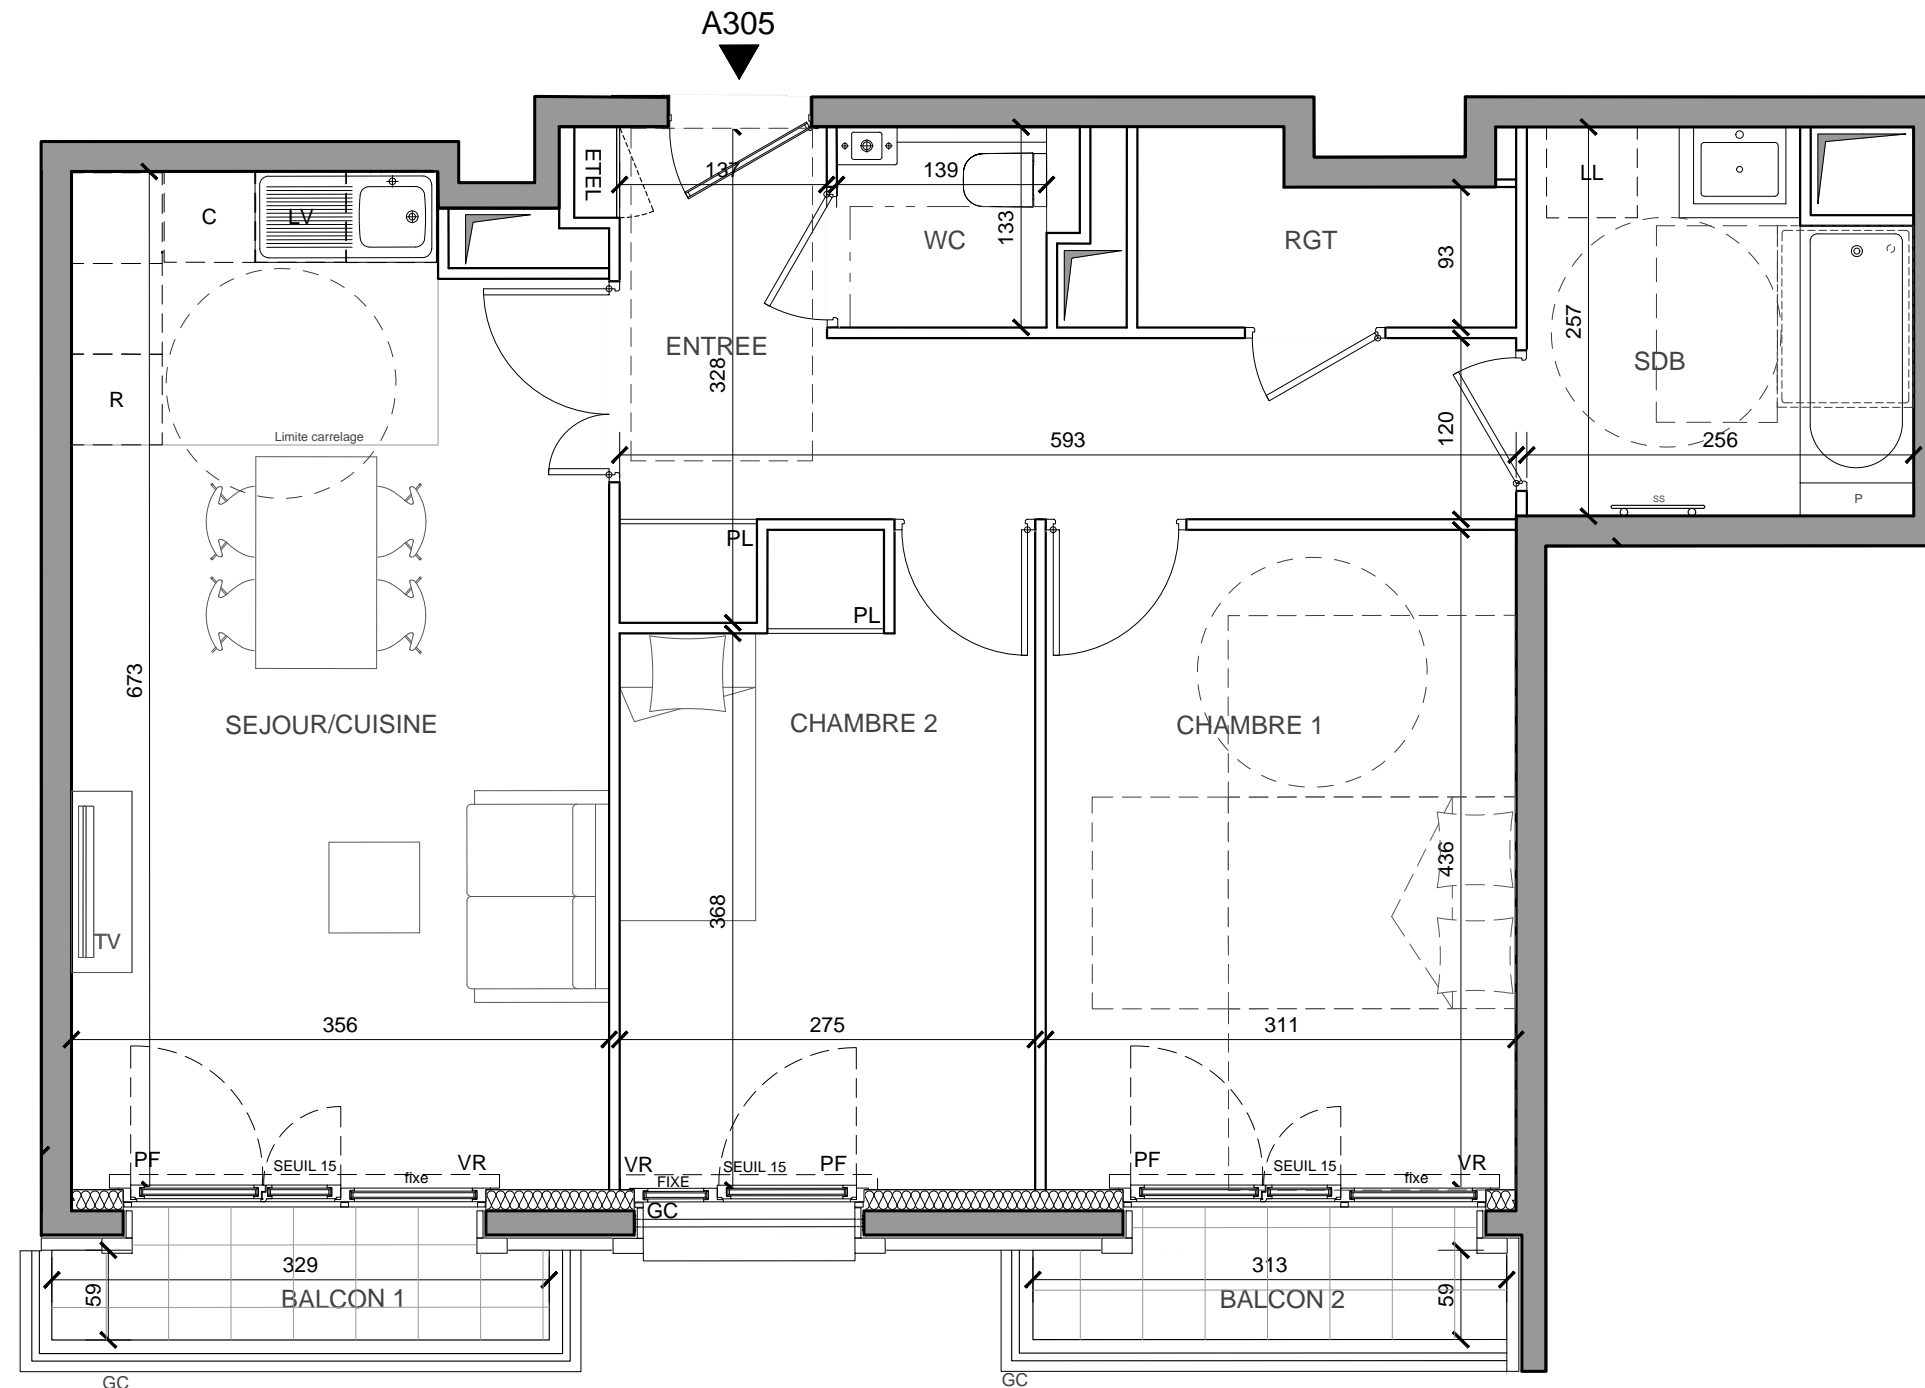 A305
ETEL
137
139
C
LV
LL
WC
133
RGT
93
257
ENTREE
328
SDB
R
Limite carrelage
593
120
256
SS
P
PL
PL
673
SEJOUR/CUISINE
CHAMBRE 2
CHAMBRE 1
436
368
TV
356
275
311
PF
SEUIL 15
fixe
VR
VR
FIXE
SEUIL 15
PF
PF
SEUIL 15
fixe
VR
GC
329
59
BALCON 1
313
59
BALCON 2
GC
GC